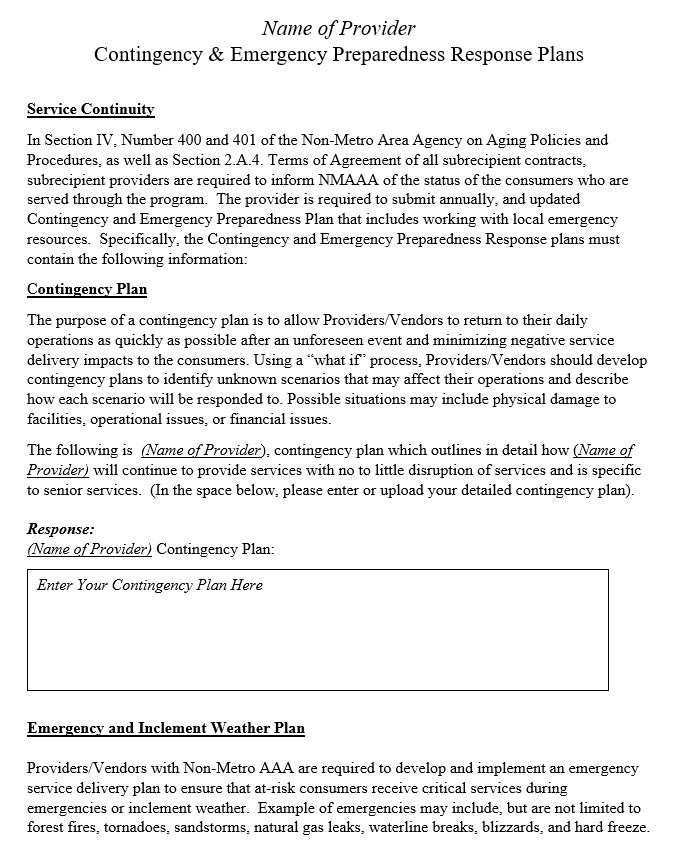 Name of Provider
Contingency & Emergency Preparedness Response Plans
Service Continuity
In Section IV, Number 400 and 401 of the Non-Metro Area Agency on Aging Policies and
Procedures, as well as Section 2.A.4. Terms of Agreement of all subrecipient contracts,
subrecipient providers are required to inform NMAAA of the status of the consumers who are
served through the program.  The provider is required to submit annually, and updated
Contingency and Emergency Preparedness Plan that includes working with local emergency
resources.  Specifically, the Contingency and Emergency Preparedness Response plans must
contain the following information:
Contingency Plan
The purpose of a contingency plan is to allow Providers/Vendors to return to their daily
operations as quickly as possible after an unforeseen event and minimizing negative service
delivery impacts to the consumers. Using a “what if” process, Providers/Vendors should develop
contingency plans to identify unknown scenarios that may affect their operations and describe
how each scenario will be responded to. Possible situations may include physical damage to
facilities, operational issues, or financial issues.
The following is  (Name of Provider), contingency plan which outlines in detail how (Name of
Provider) will continue to provide services with no to little disruption of services and is specific
to senior services.  (In the space below, please enter or upload your detailed contingency plan).
Response:
(Name of Provider) Contingency Plan:
Enter Your Contingency Plan Here
Emergency and Inclement Weather Plan
Providers/Vendors with Non-Metro AAA are required to develop and implement an emergency
service delivery plan to ensure that at-risk consumers receive critical services during
emergencies or inclement weather.  Example of emergencies may include, but are not limited to
forest fires, tornadoes, sandstorms, natural gas leaks, waterline breaks, blizzards, and hard freeze.